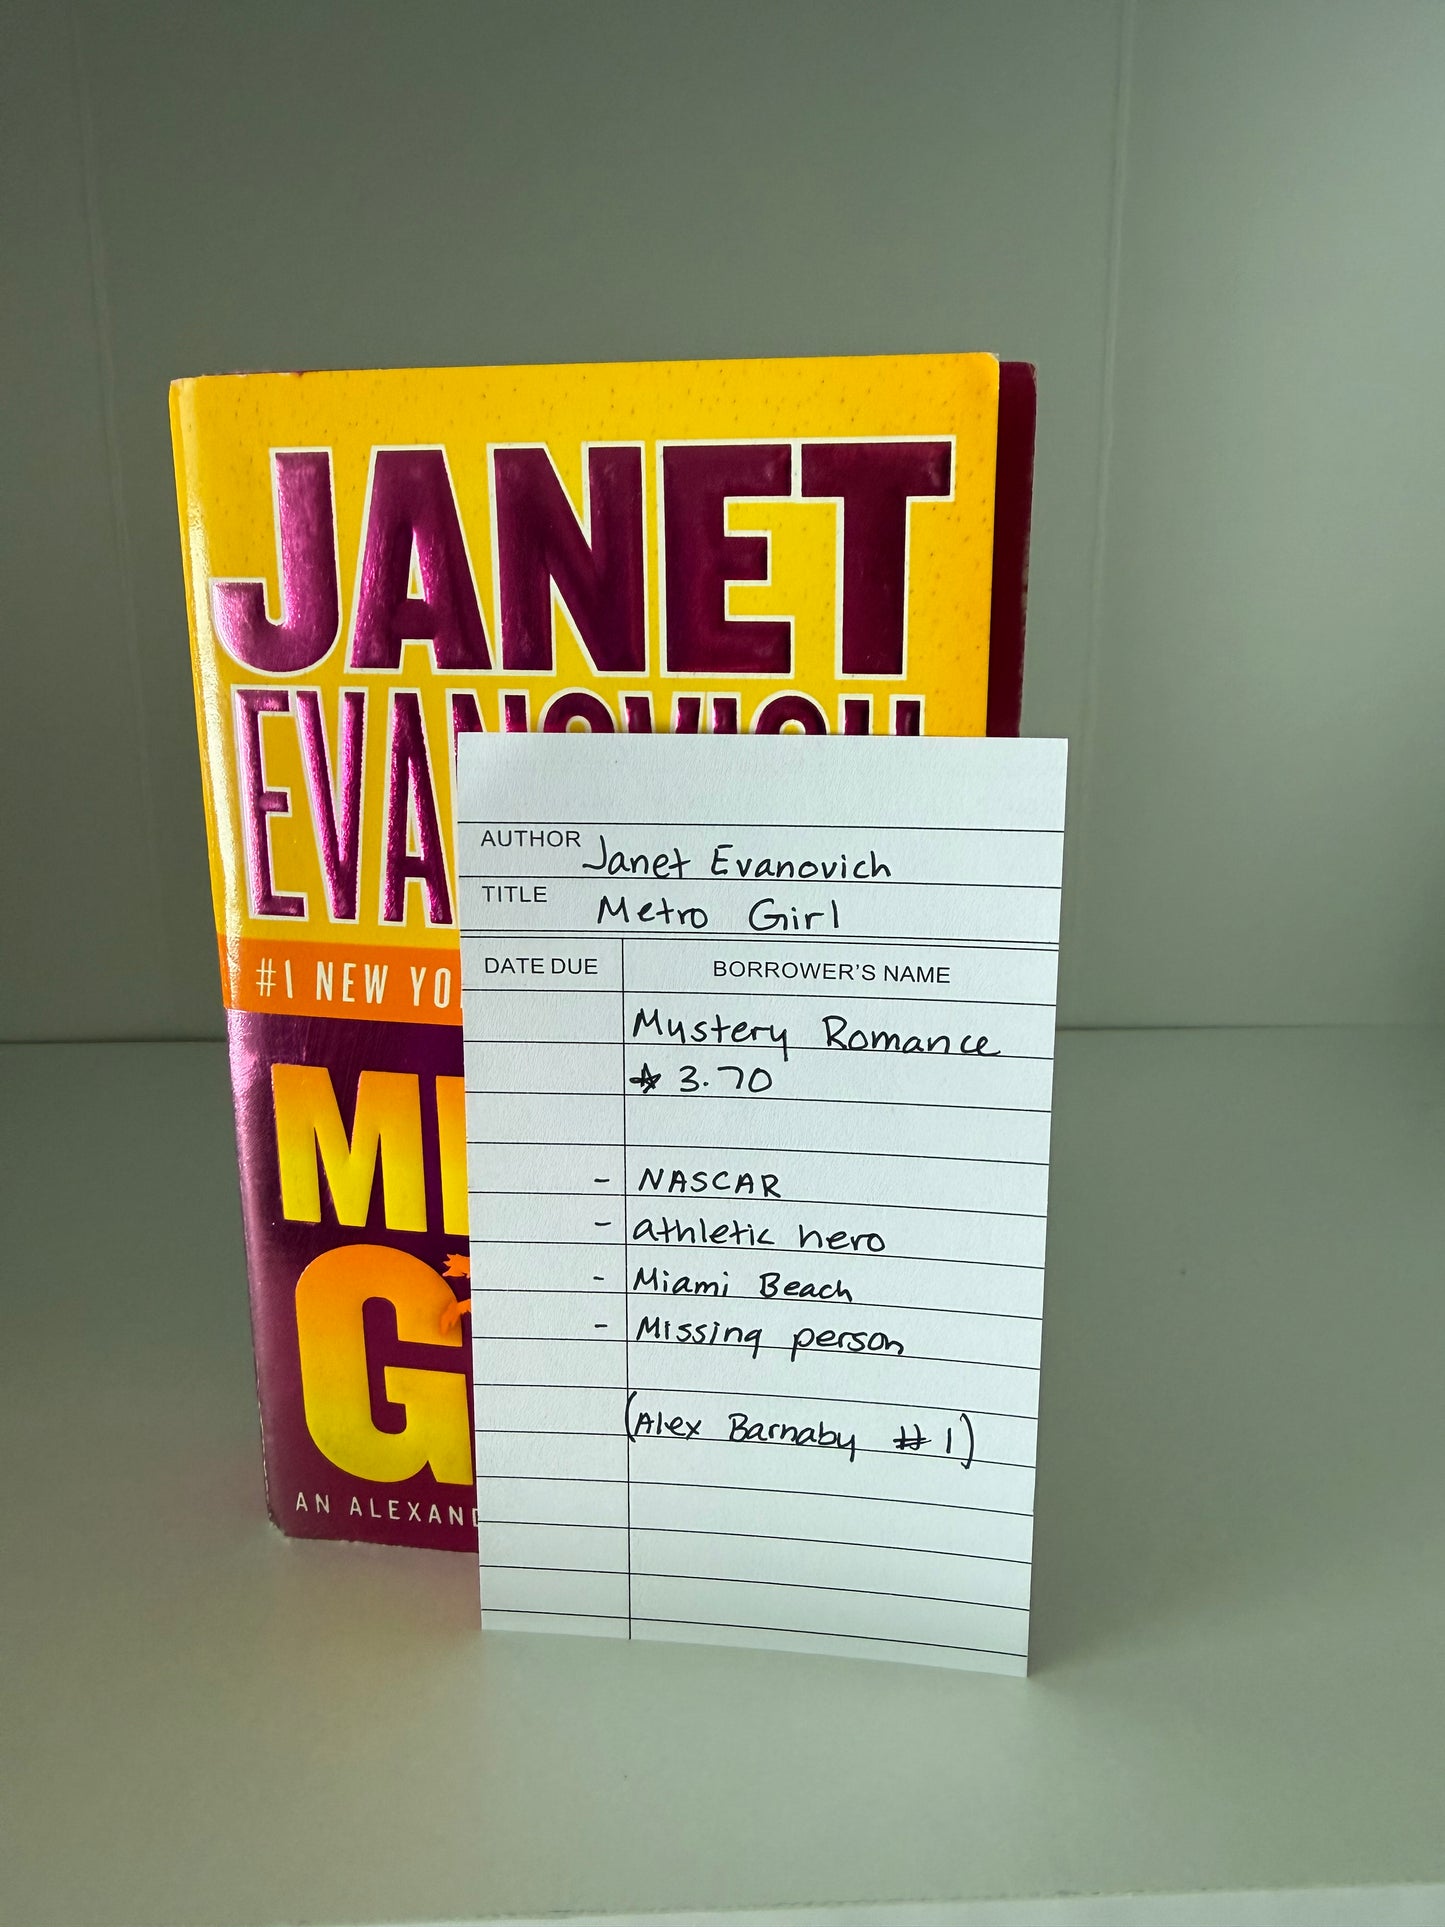 JANET
EVANOVICH
#1 NEW YO
ME
G
AN ALEXAND
AUTHOR Janet Evanovich
TITLE Metro Girl
DATE DUE BORROWER'S NAME
Mystery Romance
☆ 3.70
- NASCAR
- athletic hero
- Miami Beach
- Missing person
(Alex Barnaby #1)